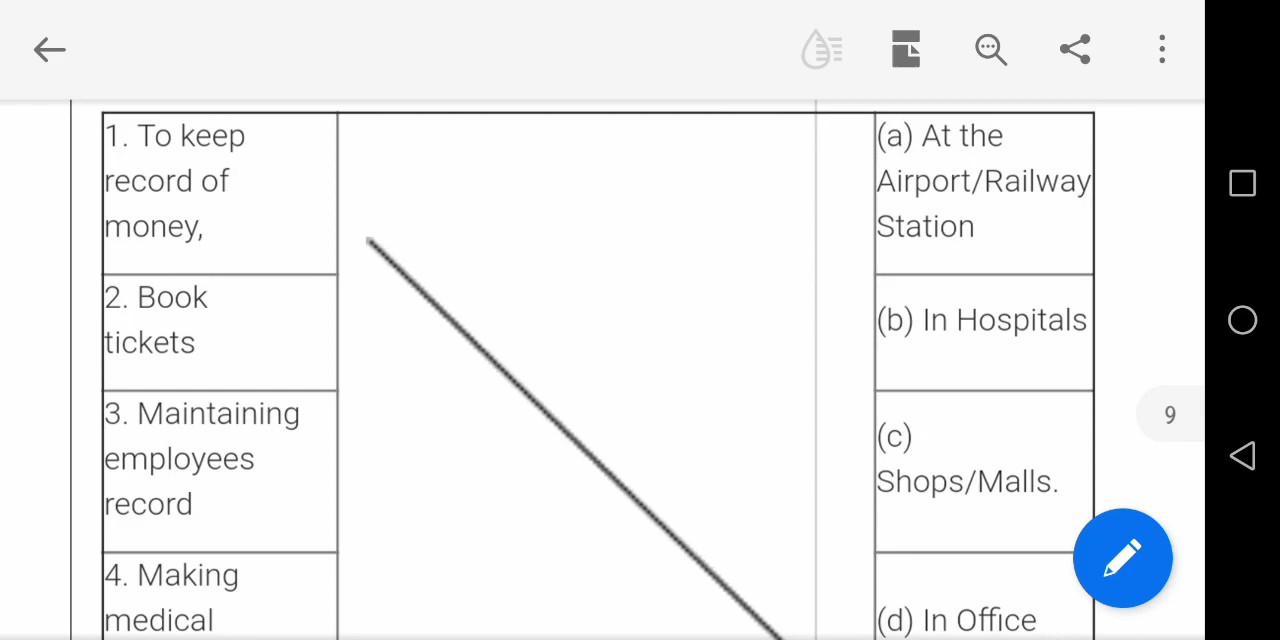 1. To keep
record of
money,
(a) At the
Airport/Railway
Station
2. Book
tickets
(b) In Hospitals
3. Maintaining
employees
record
(c)
Shops/Malls.
4. Making
medical
(d) In Office
9